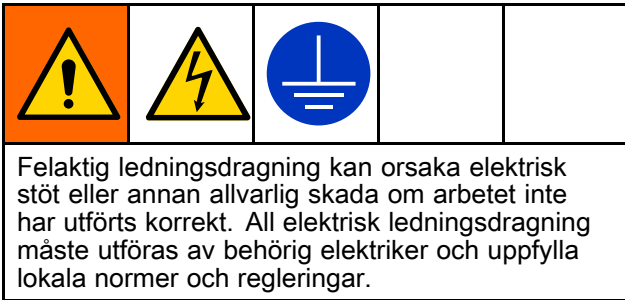 Felaktig ledningsdragning kan orsaka elektrisk
stöt eller annan allvarlig skada om arbetet inte
har utförts korrekt. All elektrisk ledningsdragning
måste utföras av behörig elektriker och uppfylla
lokala normer och regleringar.